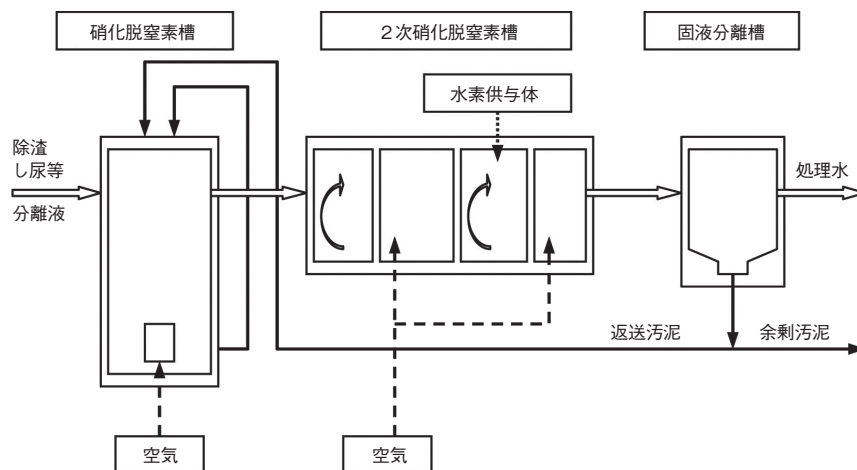 硝化脱窒素槽
２次硝化脱窒素槽
固液分離槽
水素供与体
除渣
し尿等
分離液
処理水
返送汚泥
余剰汚泥
空気
空気